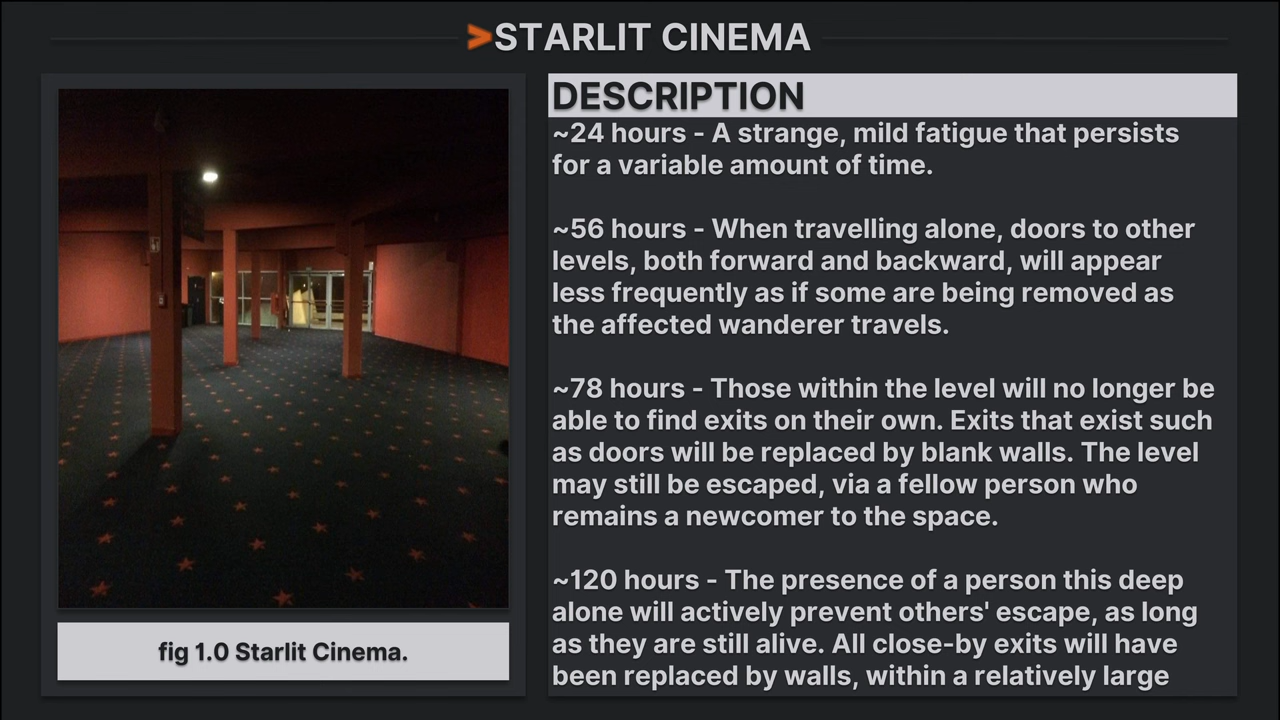 >STARLIT CINEMA
DESCRIPTION
~24 hours - A strange, mild fatigue that persists
for a variable amount of time.
~56 hours - When travelling alone, doors to other
levels, both forward and backward, will appear
less frequently as if some are being removed as
the affected wanderer travels.
~78 hours - Those within the level will no longer be
able to find exits on their own. Exits that exist such
as doors will be replaced by blank walls. The level
may still be escaped, via a fellow person who
remains a newcomer to the space.
~120 hours - The presence of a person this deep
alone will actively prevent others' escape, as long
as they are still alive. All close-by exits will have
been replaced by walls, within a relatively large
fig 1.0 Starlit Cinema.